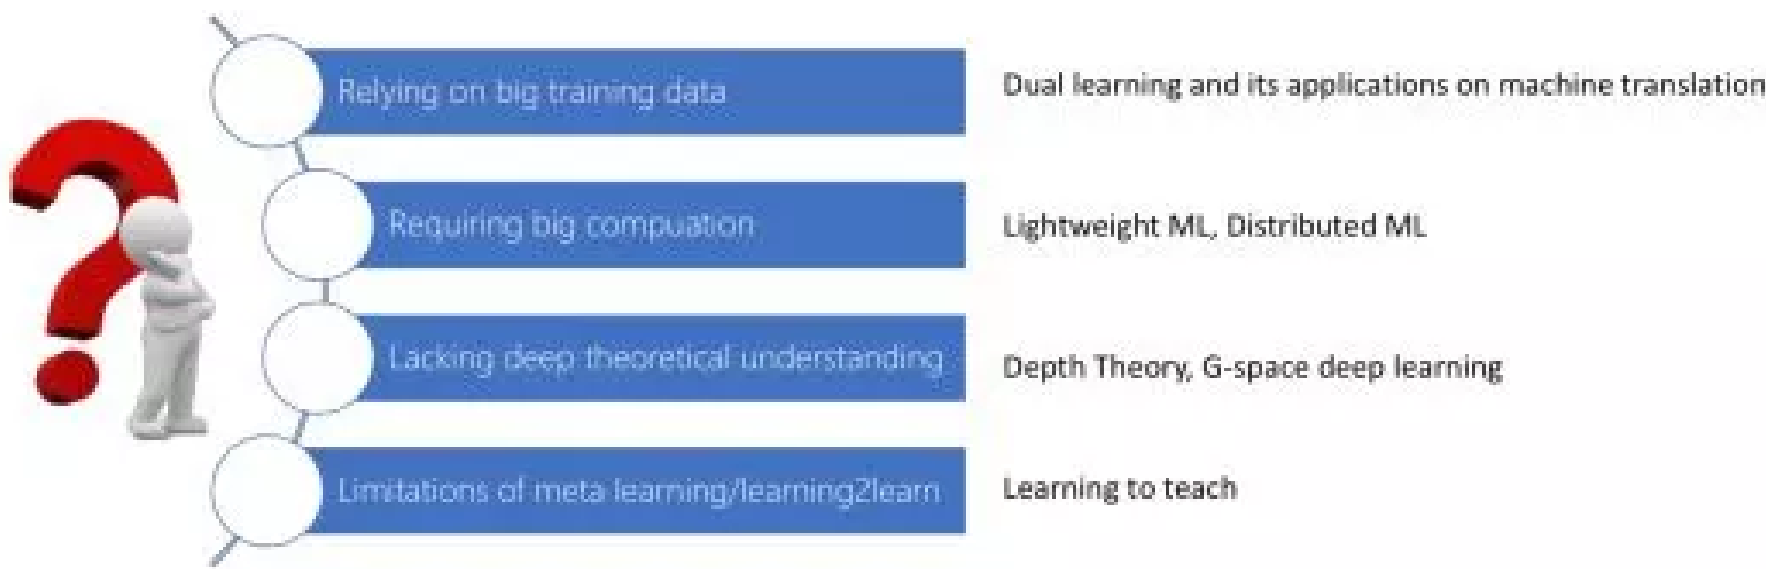 Relying on big training data
Dual learning and its applications on machine translation
Requiring big compuation
Lightweight ML, Distributed ML
Lacking deep theoretical understanding
Depth Theory, G-space deep learning
Limitations of meta learning/learning2learn
Learning to teach